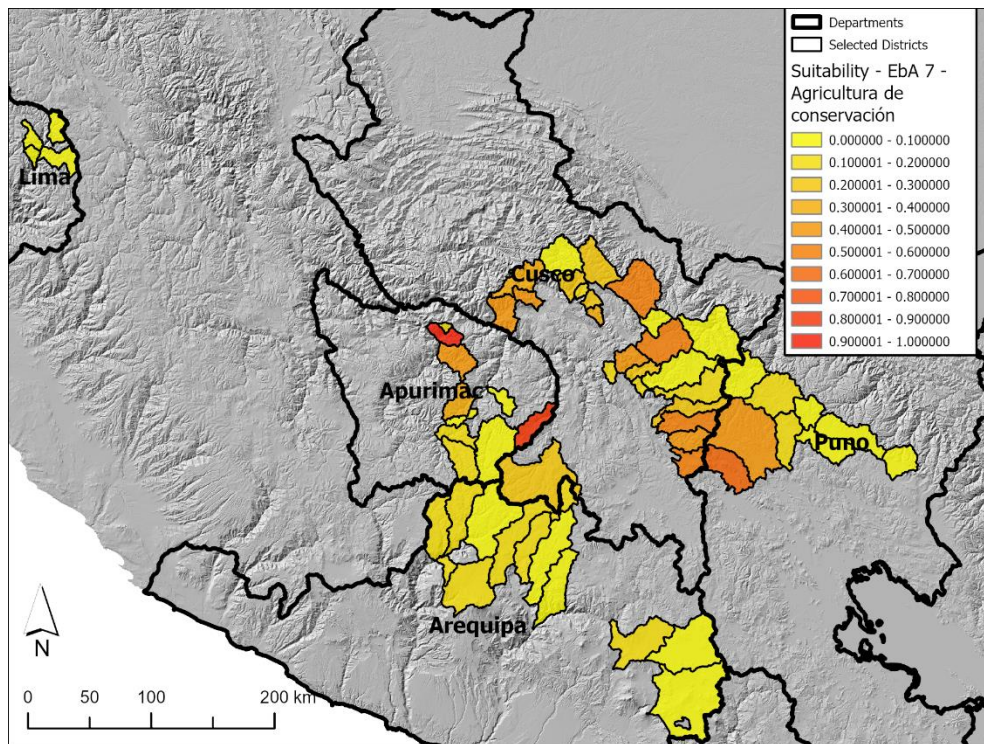 Departments
Selected Districts
Suitability - EbA 7 -
Agricultura de
conservación
0.000000 - 0.100000
0.100001 - 0.200000
0.200001 - 0.300000
0.300001 - 0.400000
0.400001 - 0.500000
0.500001 - 0.600000
0.600001 - 0.700000
0.700001 - 0.800000
0.800001 - 0.900000
0.900001 - 1.000000
Lima
Cusco
Apurimac
Puno
Arequipa
N
0 50 100 200 km